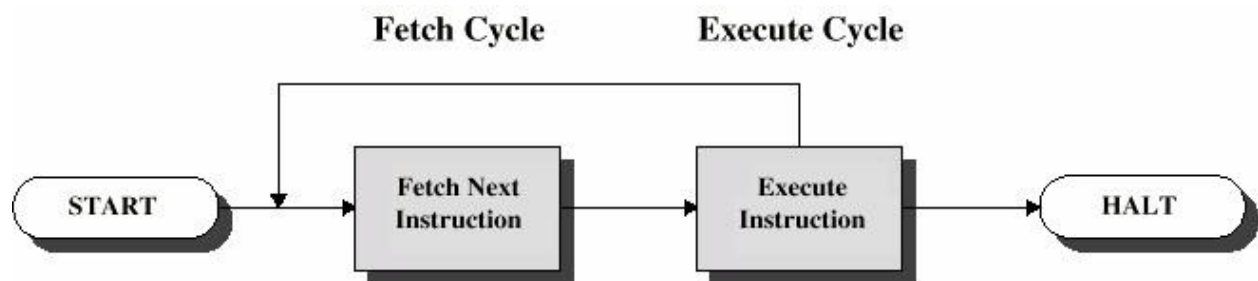 Fetch Cycle
Execute Cycle
START
Fetch Next
Instruction
Execute
Instruction
HALT